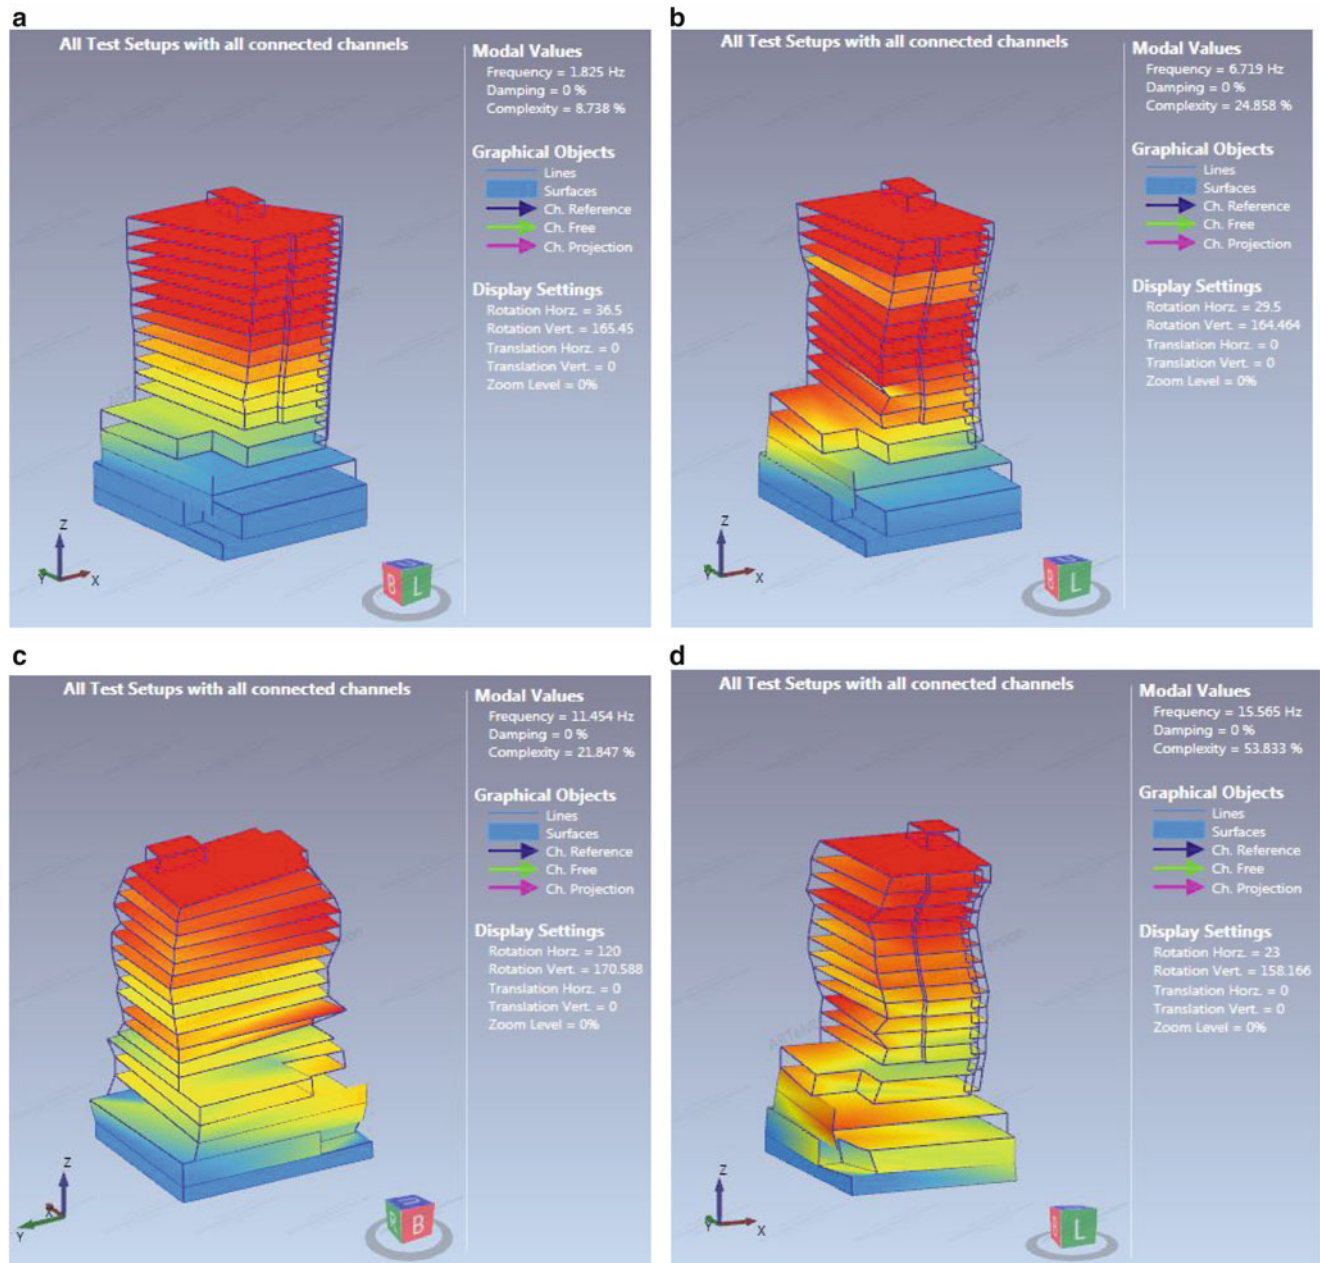 a
All Test Setups with all connected channels
Modal Values
Frequency = 1.825 Hz
Damping = 0 %
Complexity = 8.738 %
Graphical Objects
Lines
Surfaces
Ch. Reference
Ch. Free
Ch. Projection
Display Settings
Rotation Horz. = 36.5
Rotation Vert. = 165.45
Translation Horz. = 0
Translation Vert. = 0
Zoom Level = 0%
Z
Y
X
B
L
b
All Test Setups with all connected channels
Modal Values
Frequency = 6.719 Hz
Damping = 0 %
Complexity = 24.858 %
Graphical Objects
Lines
Surfaces
Ch. Reference
Ch. Free
Ch. Projection
Display Settings
Rotation Horz. = 29.5
Rotation Vert. = 164.464
Translation Horz. = 0
Translation Vert. = 0
Zoom Level = 0%
Z
Y
X
B
L
c
All Test Setups with all connected channels
Modal Values
Frequency = 11.454 Hz
Damping = 0 %
Complexity = 21.847 %
Graphical Objects
Lines
Surfaces
Ch. Reference
Ch. Free
Ch. Projection
Display Settings
Rotation Horz. = 120
Rotation Vert. = 170.588
Translation Horz. = 0
Translation Vert. = 0
Zoom Level = 0%
Z
X
Y
R
B
d
All Test Setups with all connected channels
Modal Values
Frequency = 15.565 Hz
Damping = 0 %
Complexity = 53.833 %
Graphical Objects
Lines
Surfaces
Ch. Reference
Ch. Free
Ch. Projection
Display Settings
Rotation Horz. = 23
Rotation Vert. = 158.166
Translation Horz. = 0
Translation Vert. = 0
Zoom Level = 0%
Z
Y
X
B
L